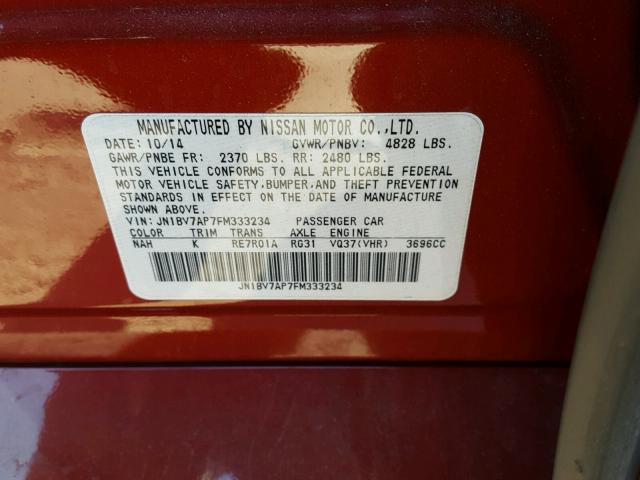 MANUFACTURED BY NISSAN MOTOR CO.,LTD.
DATE: 10/14 GVWR/PNBV: 4828 LBS.
GAWR/PNBE FR: 2370 LBS. RR: 2480 LBS.
THIS VEHICLE CONFORMS TO ALL APPLICABLE FEDERAL
MOTOR VEHICLE SAFETY,BUMPER,AND THEFT PREVENTION
STANDARDS IN EFFECT ON THE DATE OF MANUFACTURE
SHOWN ABOVE.
VIN: JN1BV7AP7FM333234 PASSENGER CAR
COLOR TRIM TRANS AXLE ENGINE
NAH K RE7R01A RG31 VQ37(VHR) 3696CC
JN1BV7AP7FM333234